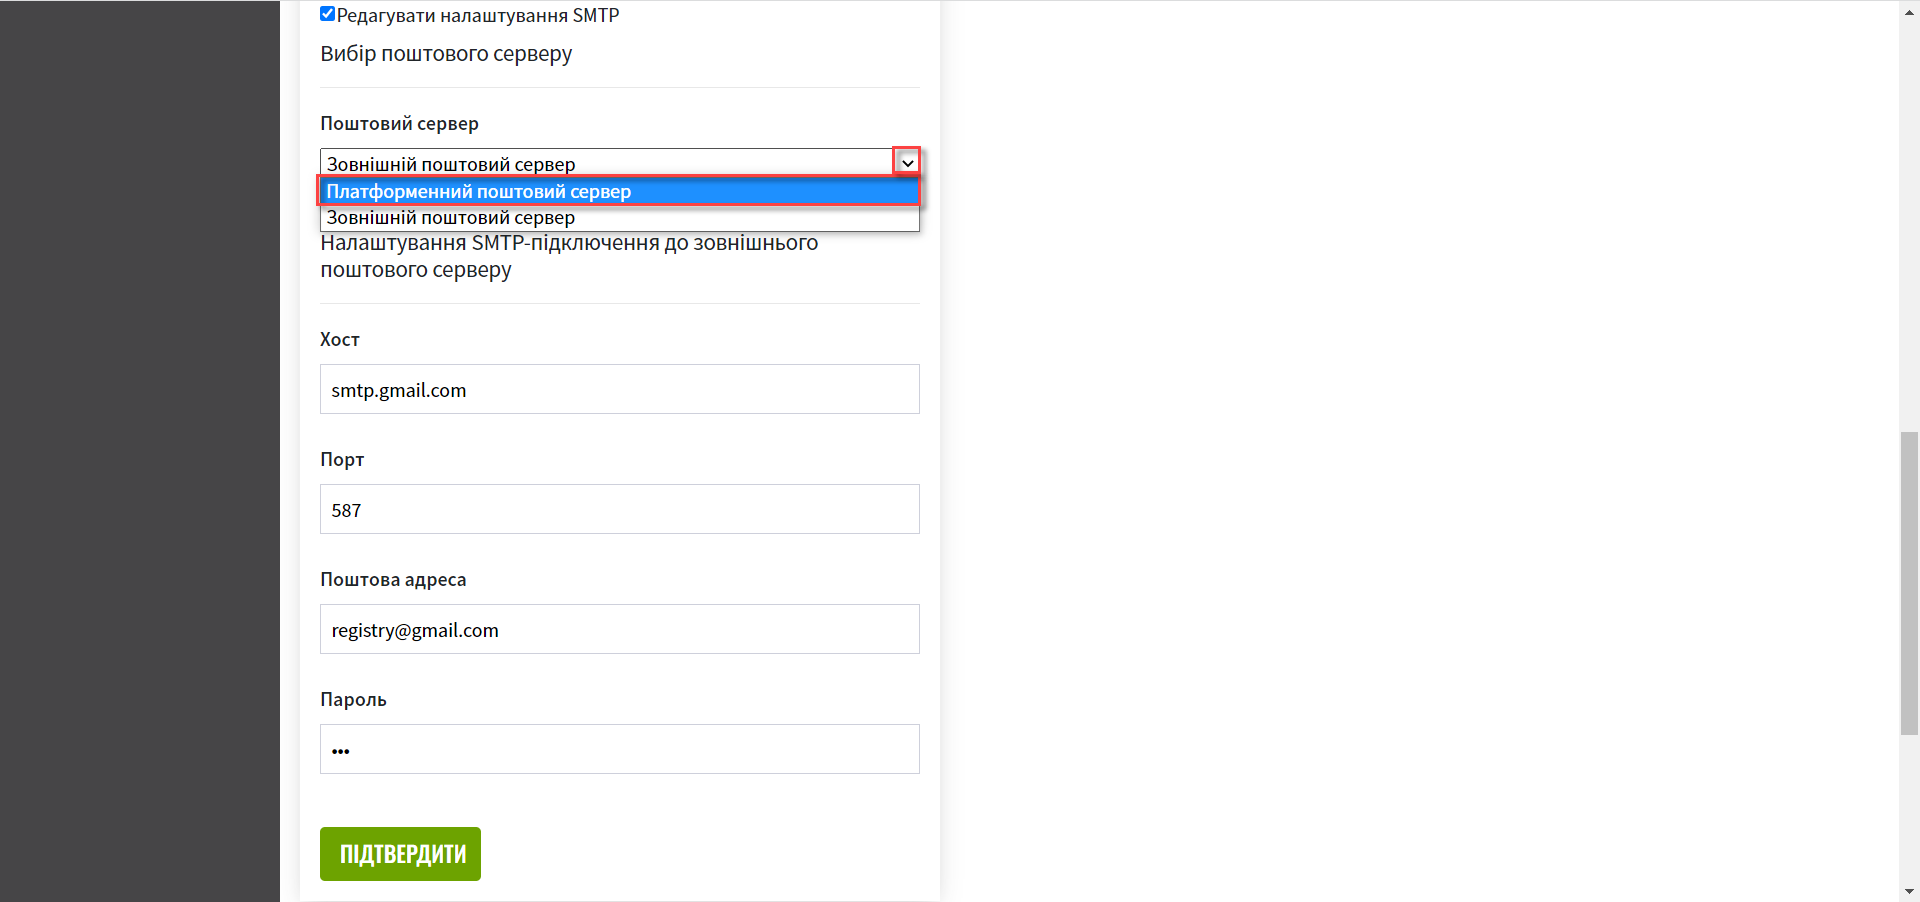 Редагувати налаштування SMTP
Вибір поштового серверу
Поштовий сервер
Зовнішній поштовий сервер
Платформенний поштовий сервер
Зовнішній поштовий сервер
Налаштування SMTP-підключення до зовнішнього
поштового серверу
Хост
smtp.gmail.com
Порт
587
Поштова адреса
registry@gmail.com
Пароль
•••
ПІДТВЕРДИТИ